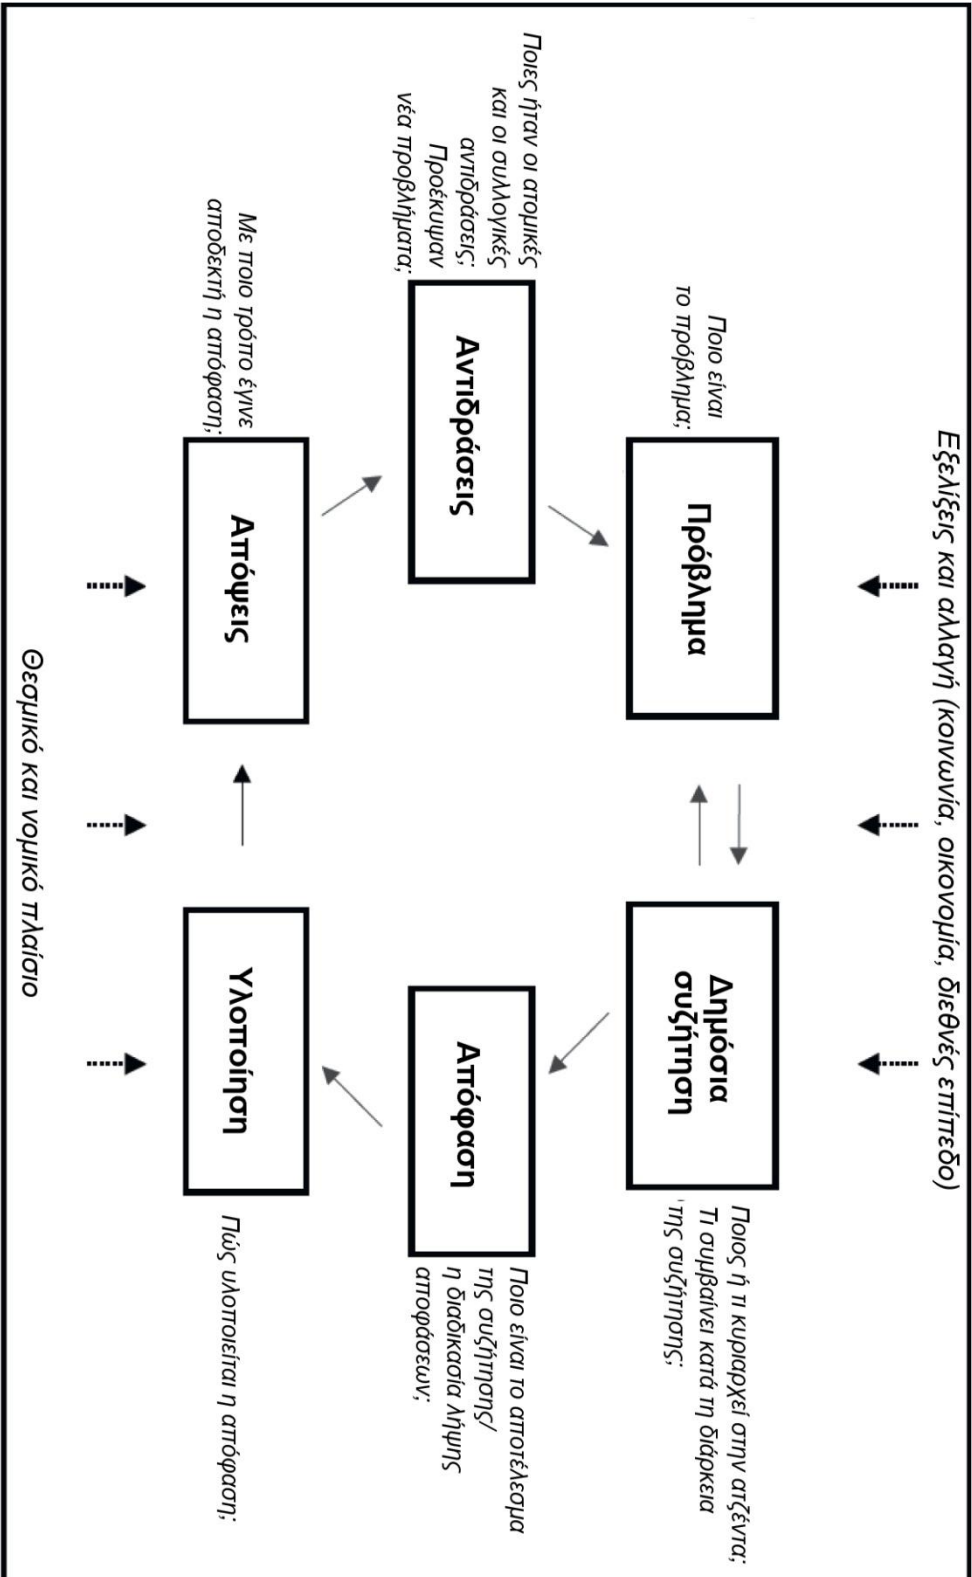 Εξελίξεις και αλλαγή (κοινωνία, οικονομία, διεθνές επίπεδο)
Ποιο είναι
το πρόβλημα;
Πρόβλημα
Δημόσια
συζήτηση
Ποιος ή τι κυριαρχεί στην ατζέντα;
Τι συμβαίνει κατά τη διάρκεια
της συζήτησης;
Ποιες ήταν οι ατομικές
και οι συλλογικές
αντιδράσεις;
Προέκυψαν
νέα προβλήματα;
Αντιδράσεις
Απόφαση
Ποιο είναι το αποτέλεσμα
της συζήτησης/
η διαδικασία λήψης
αποφάσεων;
Με ποιο τρόπο έγινε
αποδεκτή η απόφαση;
Απόψεις
Υλοποίηση
Πώς υλοποιείται η απόφαση;
Θεσμικό και νομικό πλαίσιο